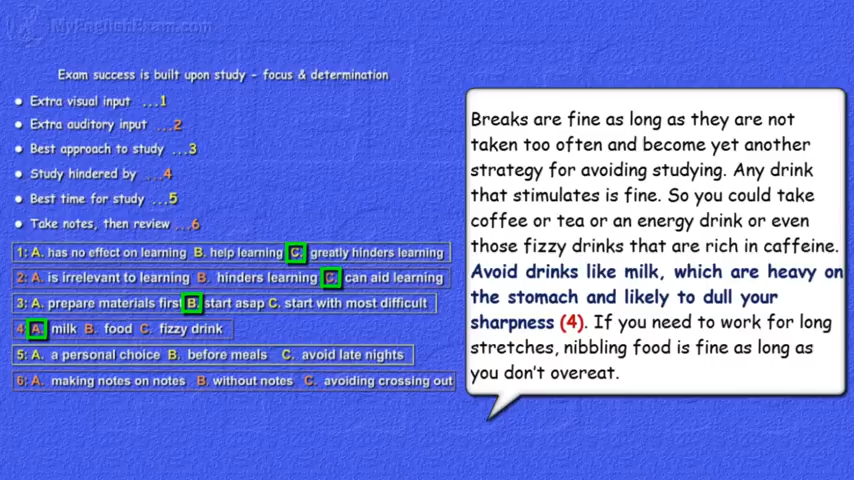 MyEnglishExam.com
Exam success is built upon study - focus & determination
• Extra visual input ...1
• Extra auditory input ...2
• Best approach to study ...3
• Study hindered by ...4
• Best time for study ...5
• Take notes, then review ...6
1: A. has no effect on learning B. help learning C. greatly hinders learning
2: A. is irrelevant to learning B. hinders learning C. can aid learning
3: A. prepare materials first B. start asap C. start with most difficult
4 A. milk B. food C. fizzy drink
5: A. a personal choice B. before meals C. avoid late nights
6: A. making notes on notes B. without notes C. avoiding crossing out
Breaks are fine as long as they are not
taken too often and become yet another
strategy for avoiding studying. Any drink
that stimulates is fine. So you could take
coffee or tea or an energy drink or even
those fizzy drinks that are rich in caffeine.
Avoid drinks like milk, which are heavy on
the stomach and likely to dull your
sharpness (4). If you need to work for long
stretches, nibbling food is fine as long as
you don't overeat.